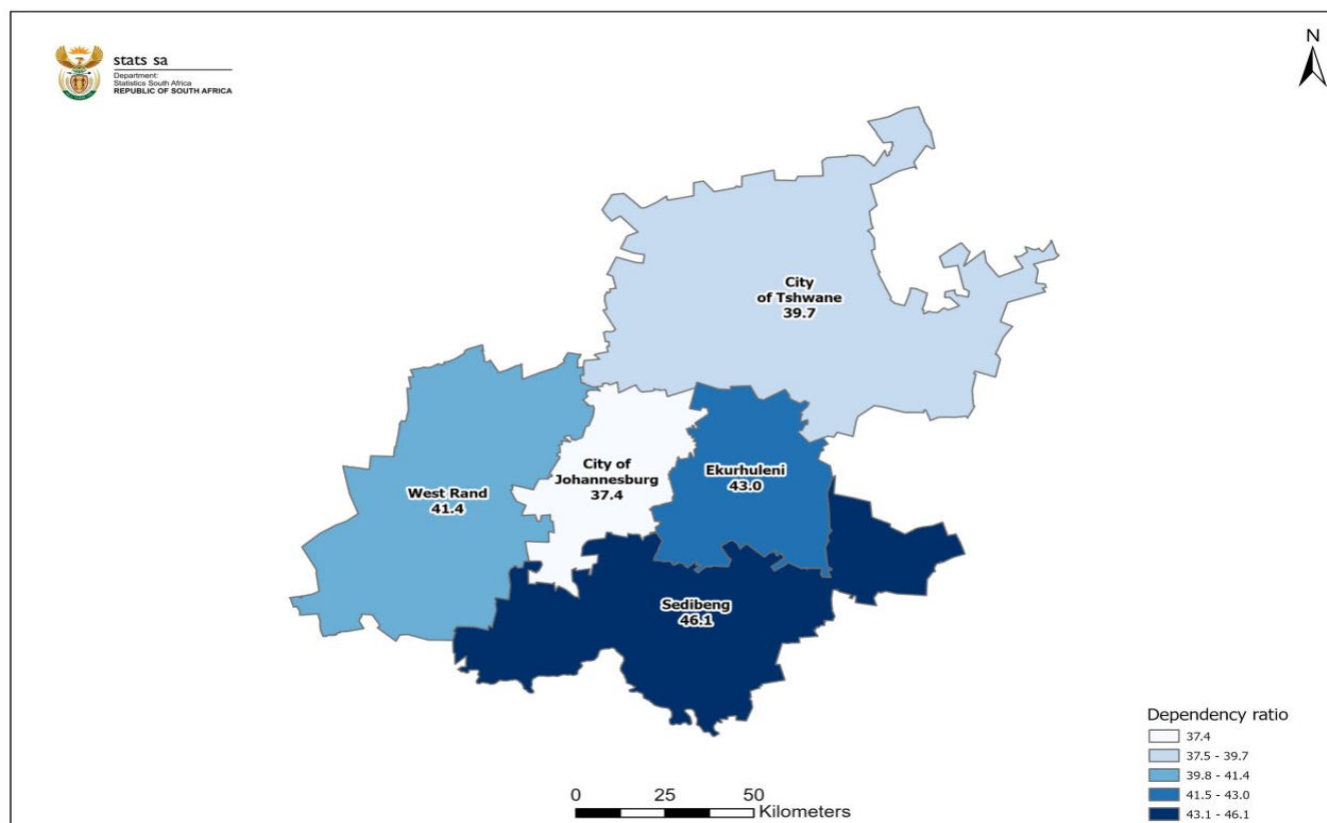 stats sa
Department:
Statistics South Africa
REPUBLIC OF SOUTH AFRICA
N
City
of Tshwane
39.7
City of
Johannesburg
37.4
Ekurhuleni
43.0
West Rand
41.4
Sedibeng
46.1
Dependency ratio
37.4
37.5 - 39.7
39.8 - 41.4
41.5 - 43.0
43.1 - 46.1
0 25 50
Kilometers